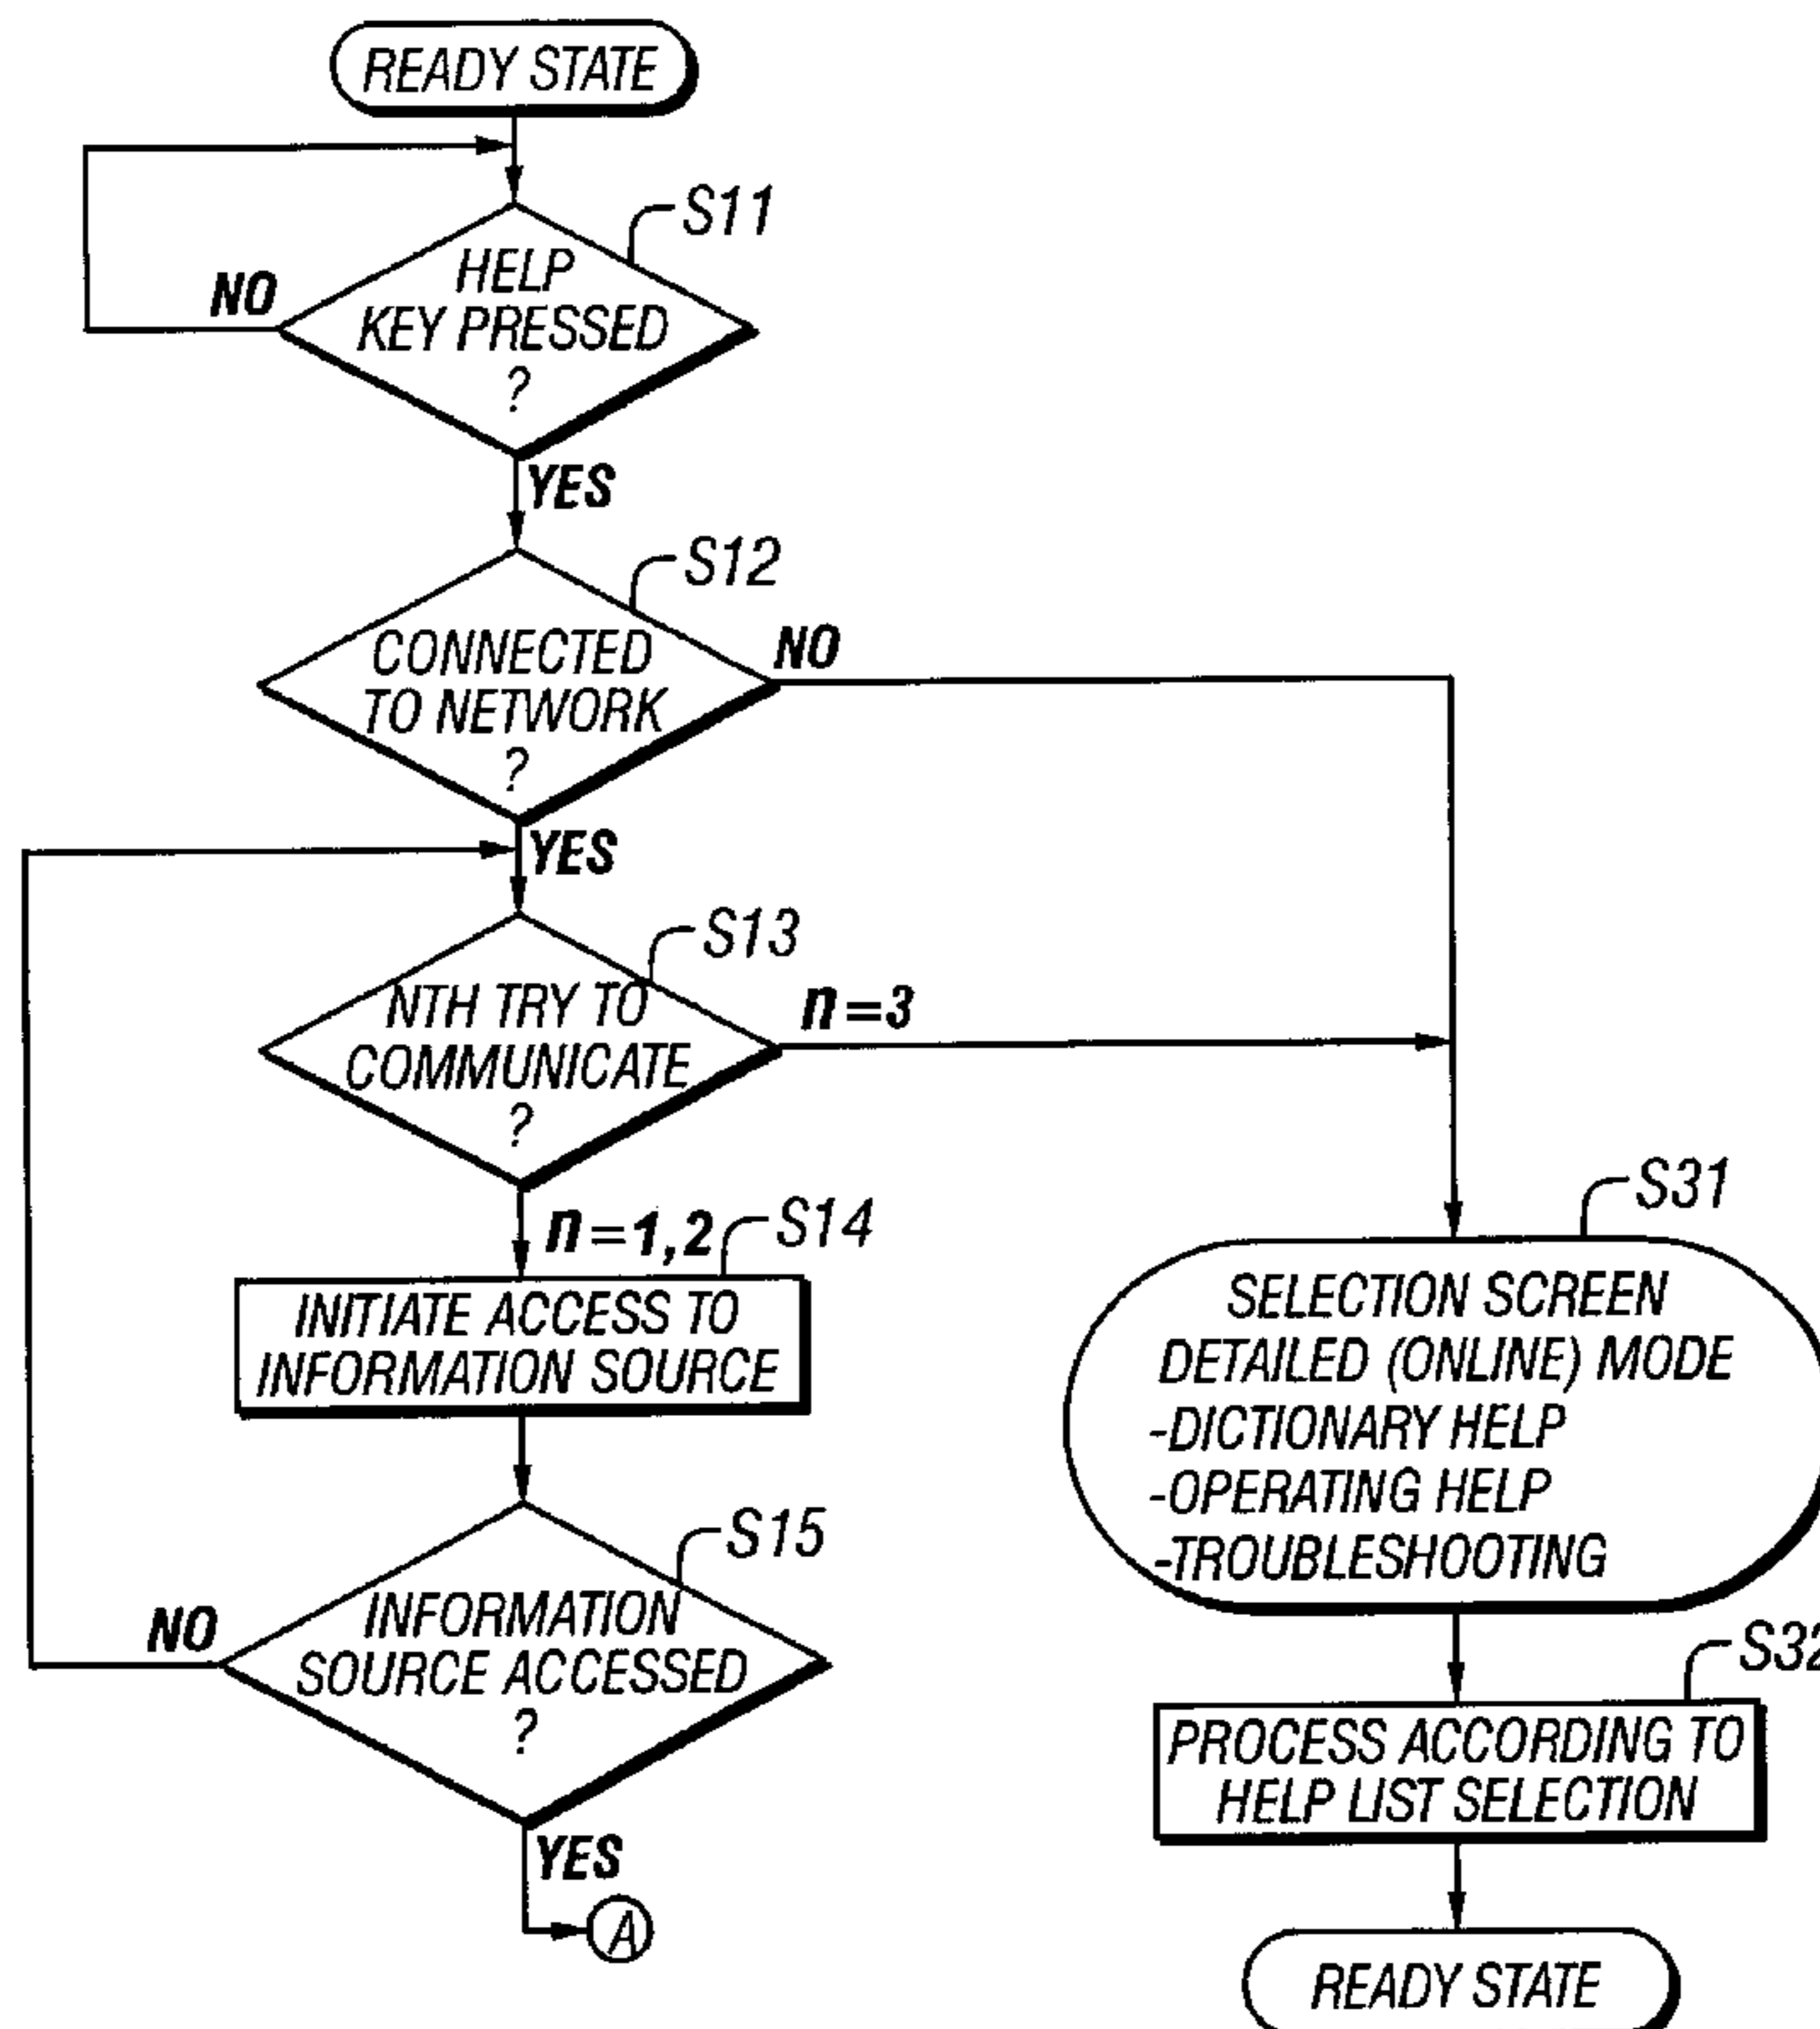 READY STATE
S11
HELP
KEY PRESSED
?
NO
YES
S12
CONNECTED
TO NETWORK
?
NO
YES
S13
NTH TRY TO
COMMUNICATE
?
n=3
n=1,2
S14
INITIATE ACCESS TO
INFORMATION SOURCE
S15
INFORMATION
SOURCE ACCESSED
?
NO
YES
A
S31
SELECTION SCREEN
DETAILED (ONLINE) MODE
-DICTIONARY HELP
-OPERATING HELP
-TROUBLESHOOTING
S32
PROCESS ACCORDING TO
HELP LIST SELECTION
READY STATE